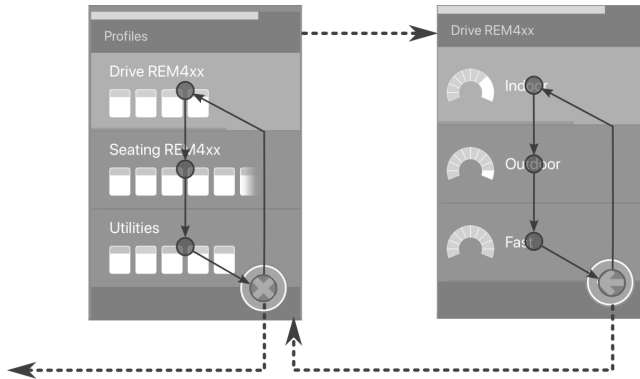 Profiles
Drive REM4xx
Seating REM4xx
Utilities
Drive REM4xx
Indoor
Outdoor
Fast